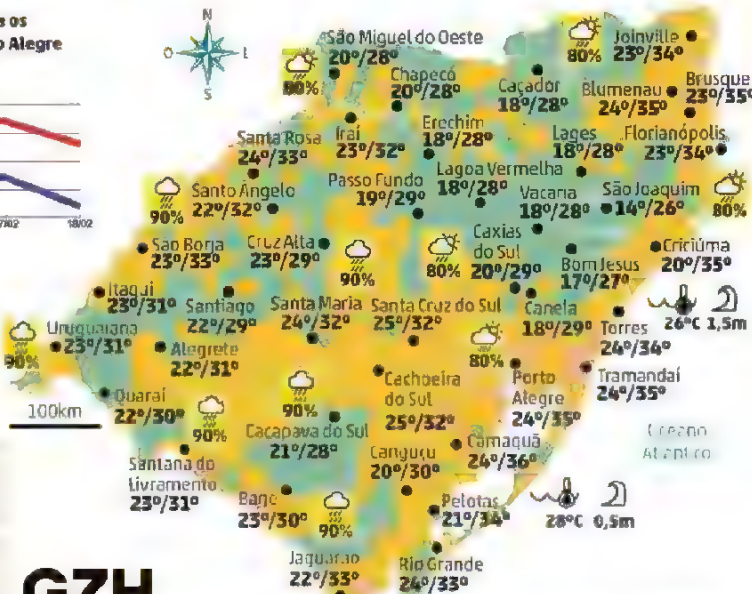 os
o Alegre
7/02
18/02
N
O
L
S
São Miguel do Oeste
20º/28º
80%
Chapecó
20º/28º
80%
Joinville
23º/34º
Caçador
18º/28º
Blumenau
24º/35º
Brusque
23º/35º
Santa Rosa
24º/33º
Iraí
23º/32º
Erechim
18º/28º
Lages
18º/28º
Florianópolis
23º/34º
90%
Santo Ângelo
22º/32º
Passo Fundo
19º/29º
Lagoa Vermelha
18º/28º
Vacaria
18º/28º
São Joaquim
14º/26º
80%
São Borja
23º/33º
Cruz Alta
23º/29º
90%
80%
Caxias
do Sul
20º/29º
Bom Jesus
17º/27º
Criciúma
20º/35º
Itaqui
23º/31º
Santiago
22º/29º
Santa Maria
24º/32º
Santa Cruz do Sul
25º/32º
Canela
18º/29º
26ºC 1,5m
Torres
24º/34º
Uruguaiana
23º/31º
90%
Alegrete
22º/31º
80%
Tramandaí
24º/35º
Quaraí
22º/30º
100km
90%
90%
Cachoeira
do Sul
25º/32º
Porto
Alegre
24º/35º
Caçapava do Sul
21º/28º
Camaquã
24º/36º
Oceano
Atlântico
Santana do
Livramento
23º/31º
Canguçu
20º/30º
Bagé
23º/30º
90%
Pelotas
21º/34º
28ºC 0,5m
Jaguarão
22º/33º
Rio Grande
24º/33º
GZH